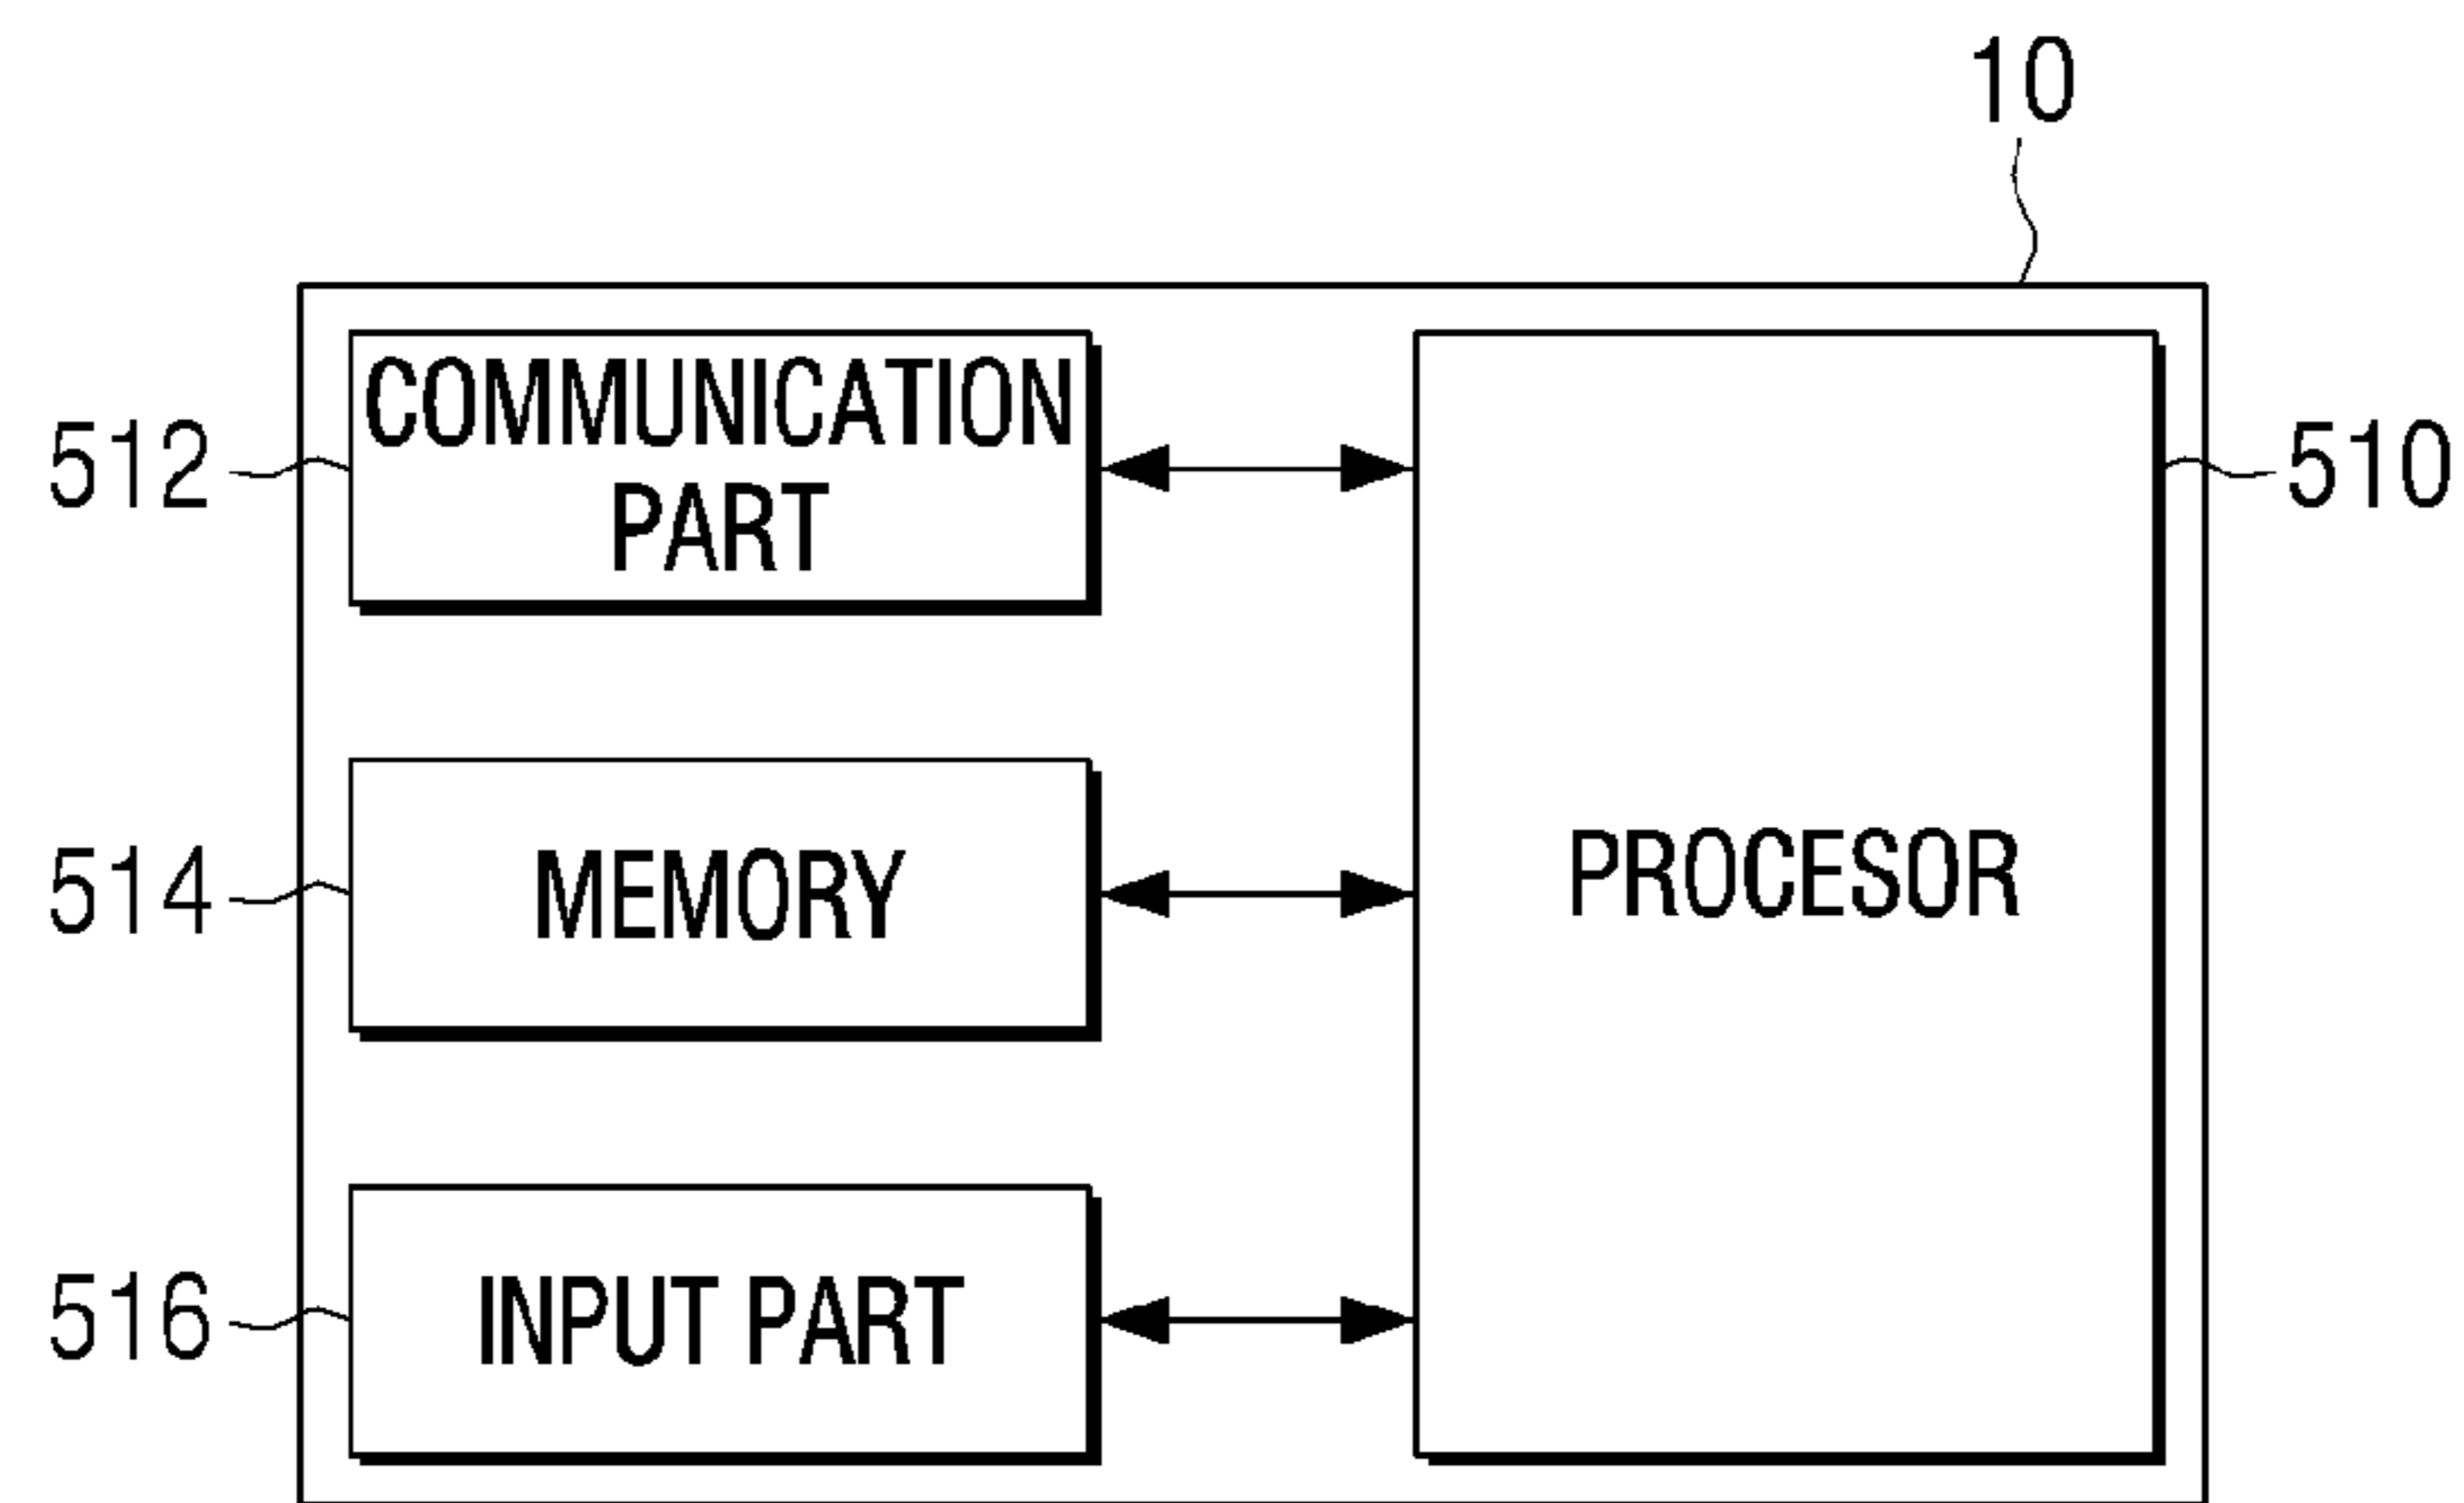 10
COMMUNICATION
PART
512
510
MEMORY
514
PROCESOR
INPUT PART
516